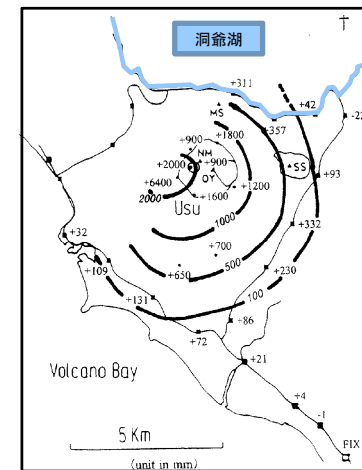 洞爺湖
+311
MS
+42
-22
+1800
+357
+900
NM
+2000
+900
SS
OY
+93
+6400
+1200
2000
+1600
Usu
1000
+332
+32
+700
500
+109
+650
+230
100
+131
+86
+72
Volcano Bay
+21
5 Km
+4
-1
(unit in mm)
FIX